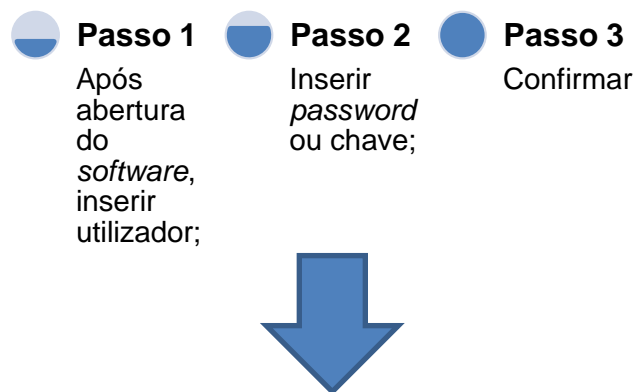 Passo 1
Após
abertura
do
software,
inserir
utilizador;
Passo 2
Inserir
password
ou chave;
Passo 3
Confirmar